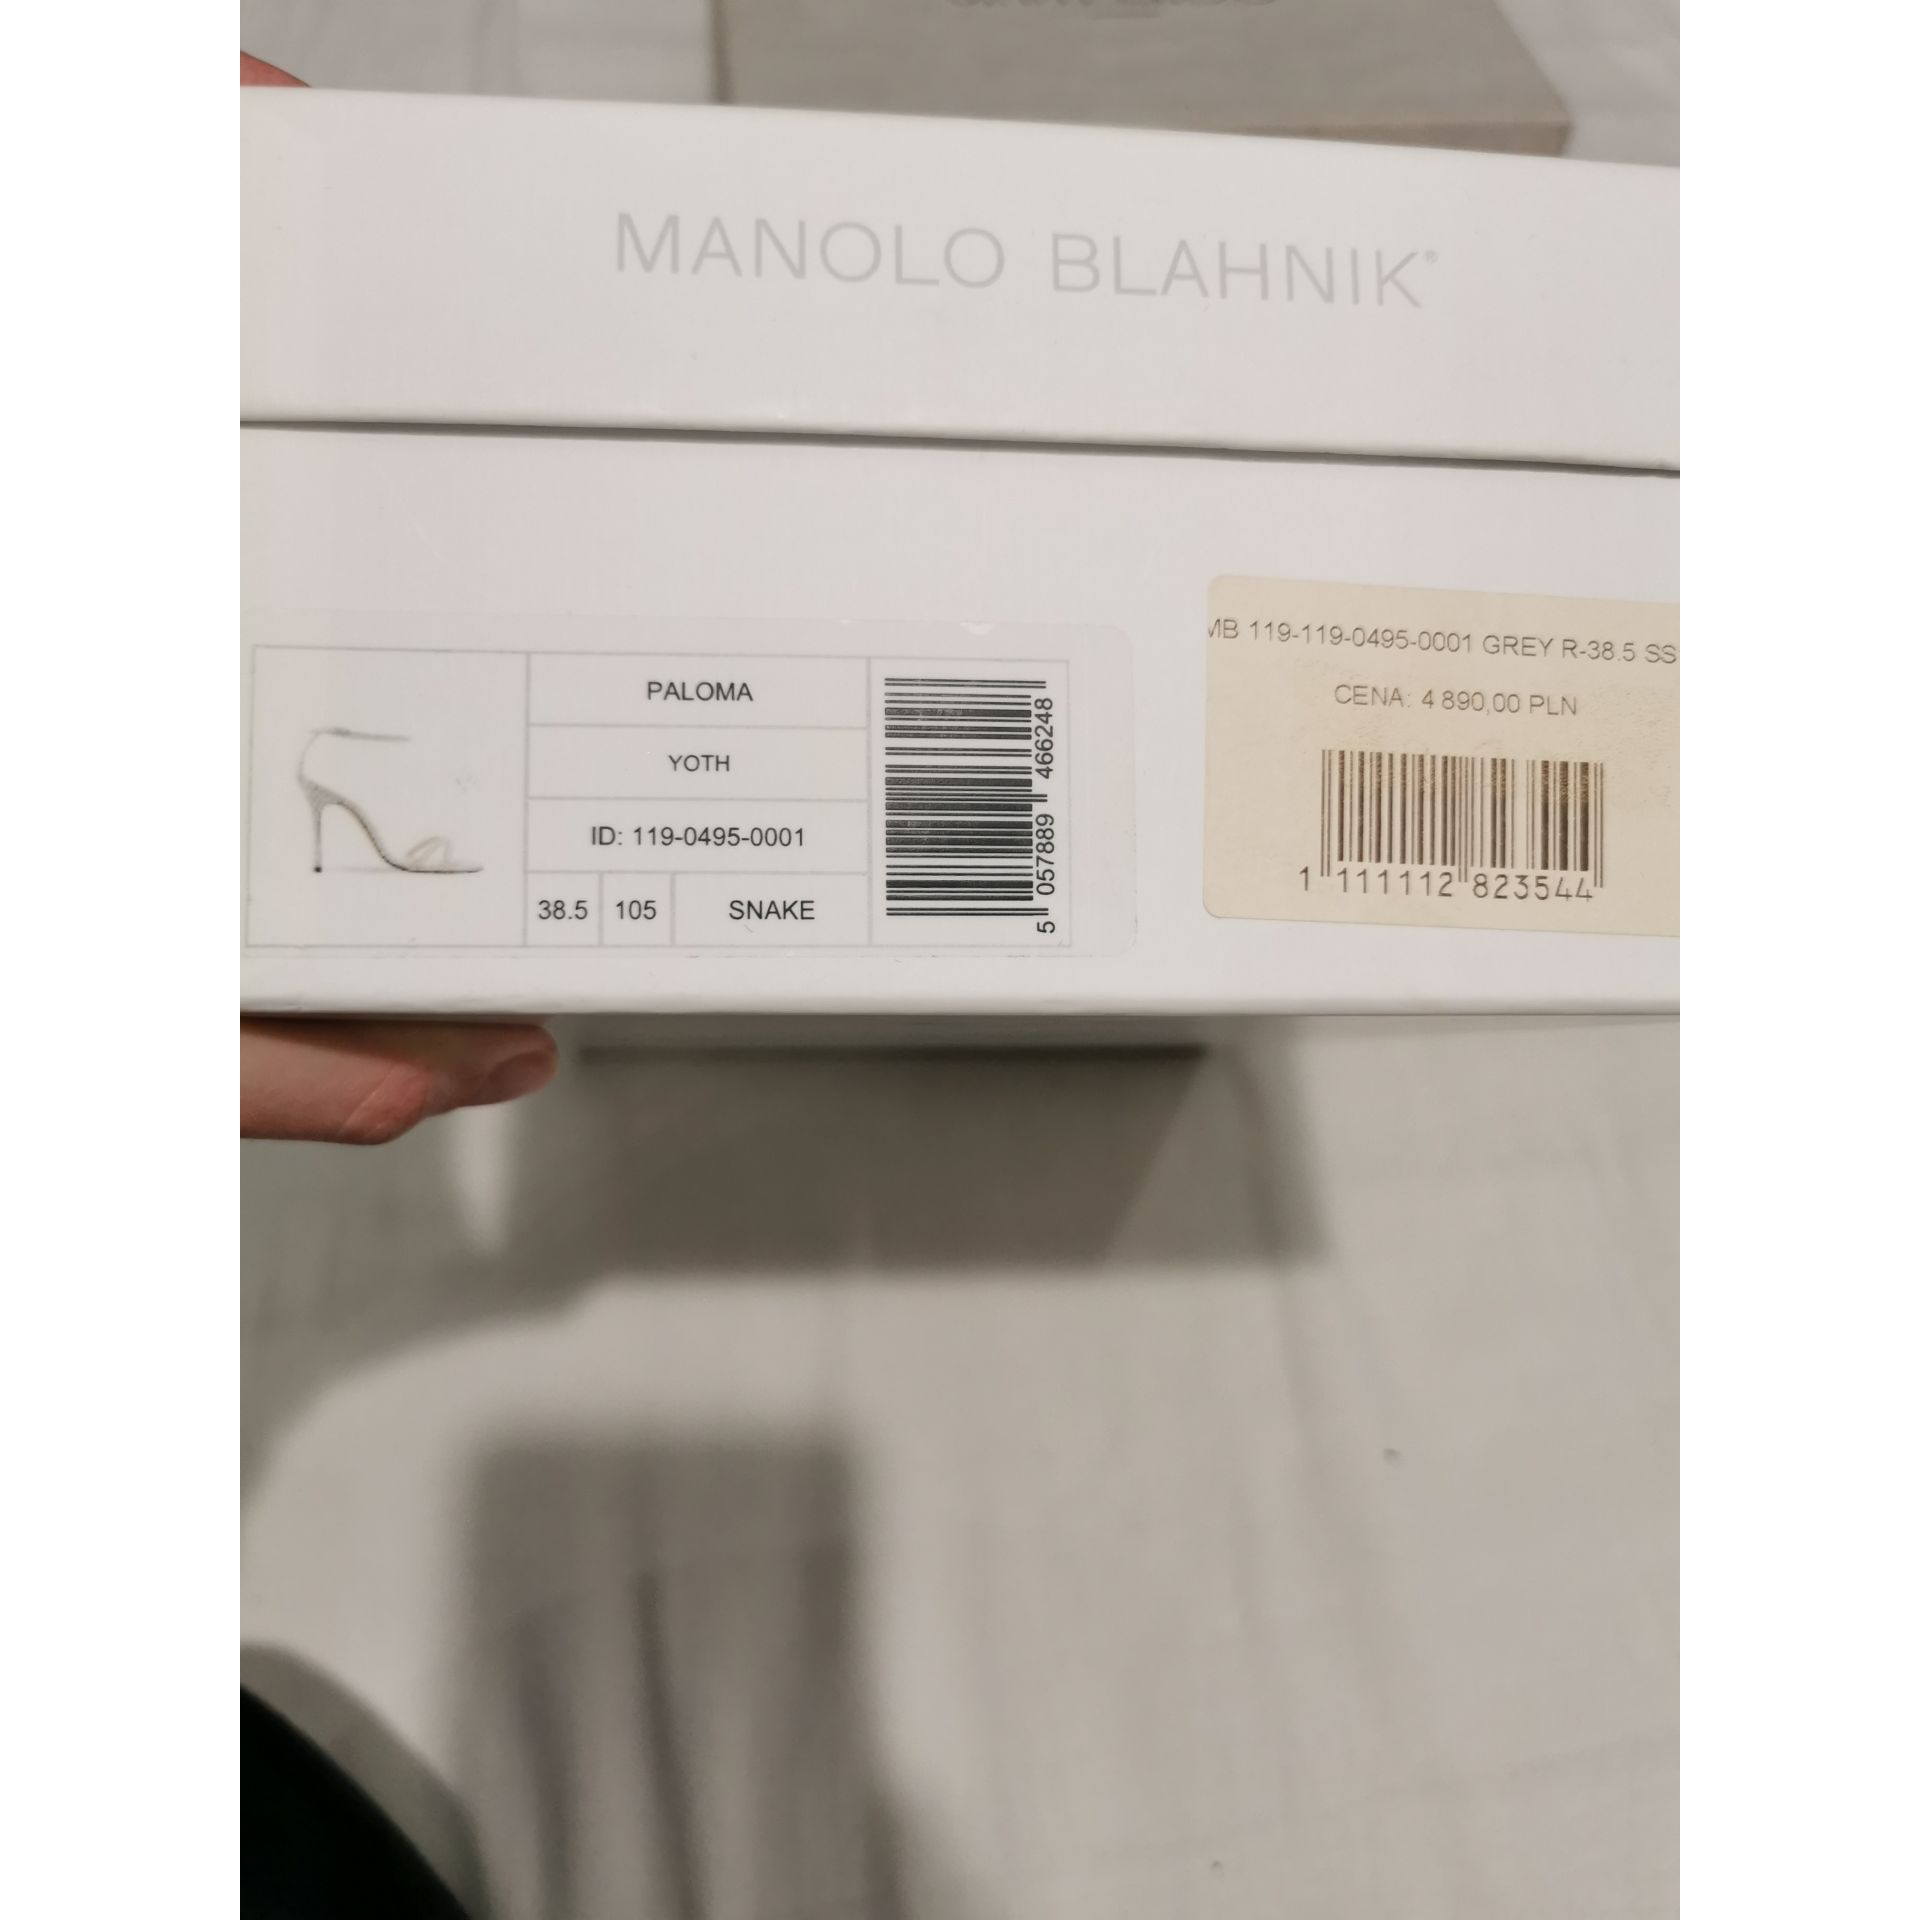 MANOLO BLAHNIK®
PALOMA
YOTH
ID: 119-0495-0001
38.5 105 SNAKE
5 057889 466248
MB 119-119-0495-0001 GREY R-38.5 SS
CENA: 4 890,00 PLN
1 111112 823544